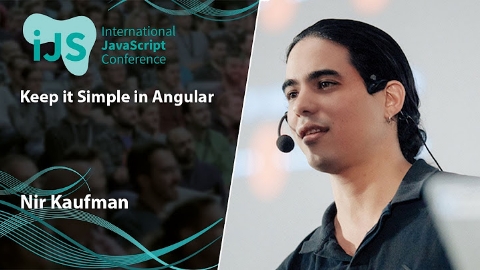 iJS
International
JavaScript
Conference
Keep it Simple in Angular
Nir Kaufman